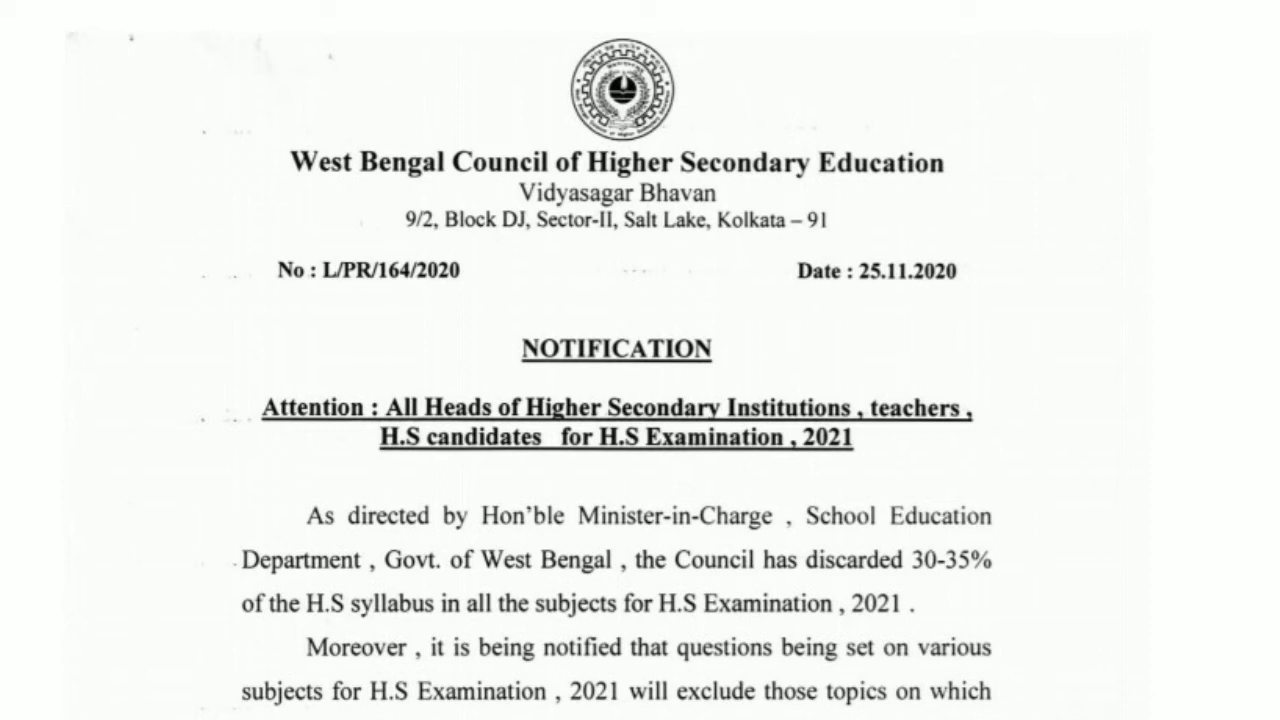 West Bengal Council of Higher Secondary Education
Vidyasagar Bhavan
9/2, Block DJ, Sector-II, Salt Lake, Kolkata – 91
No : L/PR/164/2020 Date : 25.11.2020
NOTIFICATION
Attention : All Heads of Higher Secondary Institutions , teachers ,
H.S candidates for H.S Examination , 2021
As directed by Hon’ble Minister-in-Charge , School Education
Department , Govt. of West Bengal , the Council has discarded 30-35%
of the H.S syllabus in all the subjects for H.S Examination , 2021 .
Moreover , it is being notified that questions being set on various
subjects for H.S Examination , 2021 will exclude those topics on which